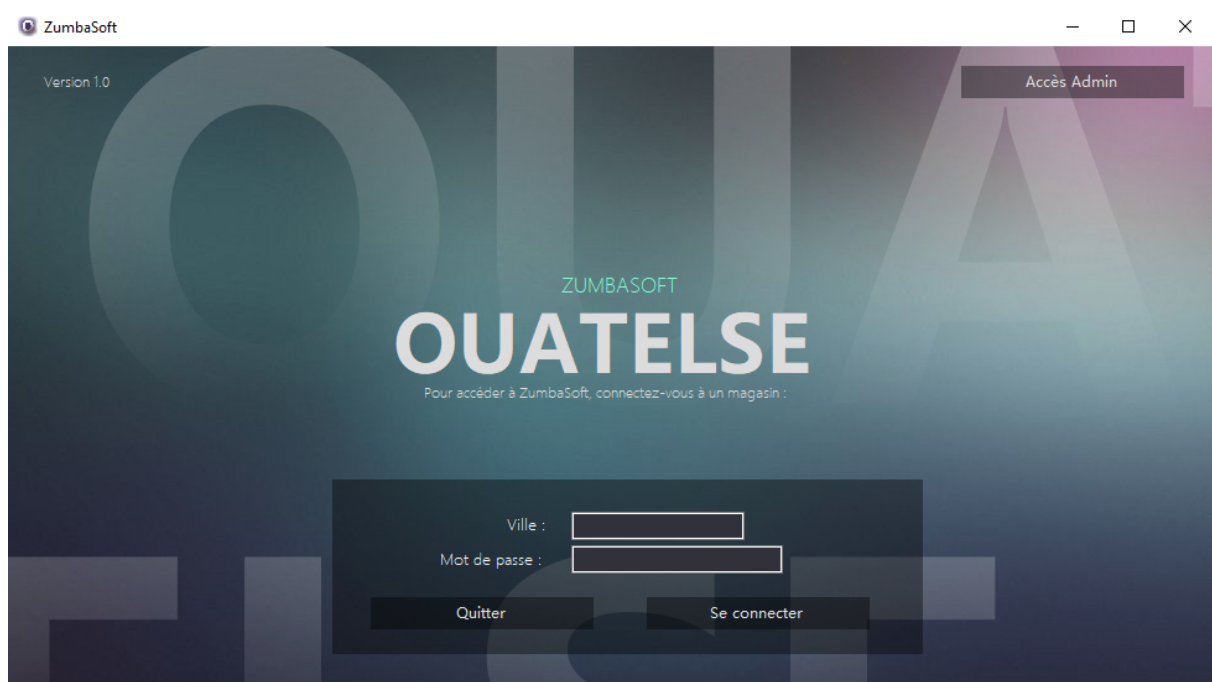 ZumbaSoft
Version 1.0
Accès Admin
OUAT
ZUMBASOFT
OUATELSE
Pour accéder à ZumbaSoft, connectez-vous à un magasin :
Ville :
Mot de passe :
Quitter
Se connecter